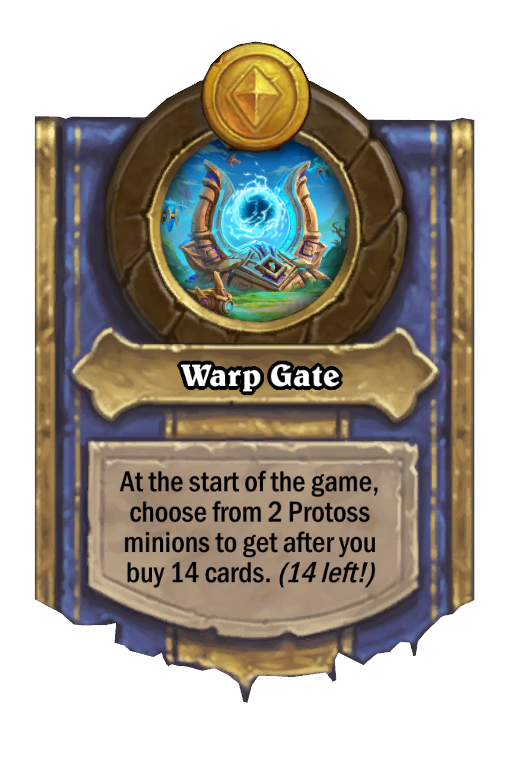 Warp Gate
At the start of the game,
choose from 2 Protoss
minions to get after you
buy 14 cards. (14 left!)